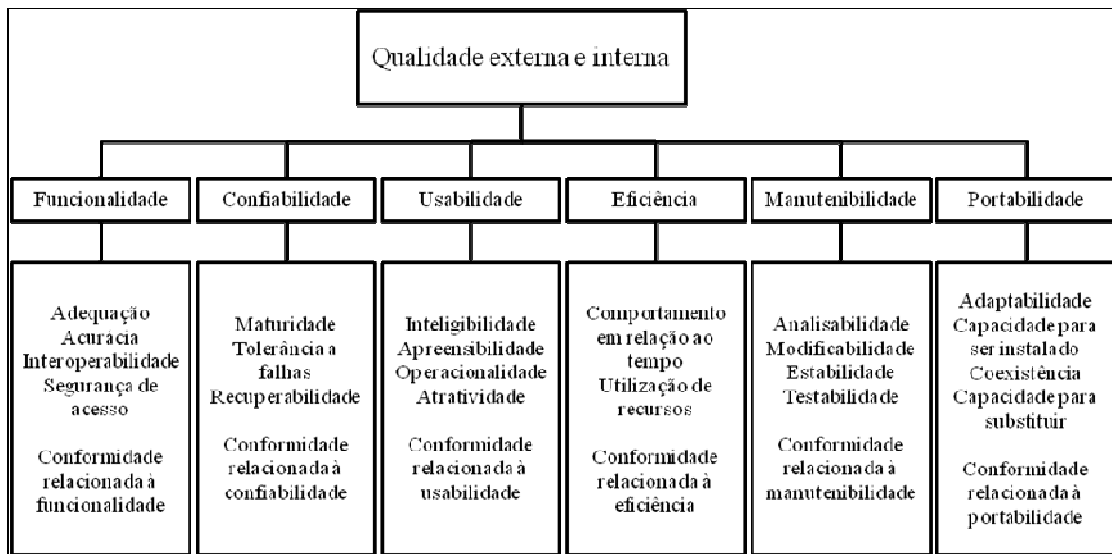 Qualidade externa e interna
Funcionalidade
Confiabilidade
Usabilidade
Eficiência
Manutenibilidade
Portabilidade
Adequação
Acurácia
Interoperabilidade
Segurança de
acesso
Conformidade
relacionada à
funcionalidade
Maturidade
Tolerância a
falhas
Recuperabilidade
Conformidade
relacionada à
confiabilidade
Inteligibilidade
Apreensibilidade
Operacionalidade
Atratividade
Conformidade
relacionada à
usabilidade
Comportamento
em relação ao
tempo
Utilização de
recursos
Conformidade
relacionada à
eficiência
Analisabilidade
Modificabilidade
Estabilidade
Testabilidade
Conformidade
relacionada à
manutenibilidade
Adaptabilidade
Capacidade para
ser instalado
Coexistência
Capacidade para
substituir
Conformidade
relacionada à
portabilidade